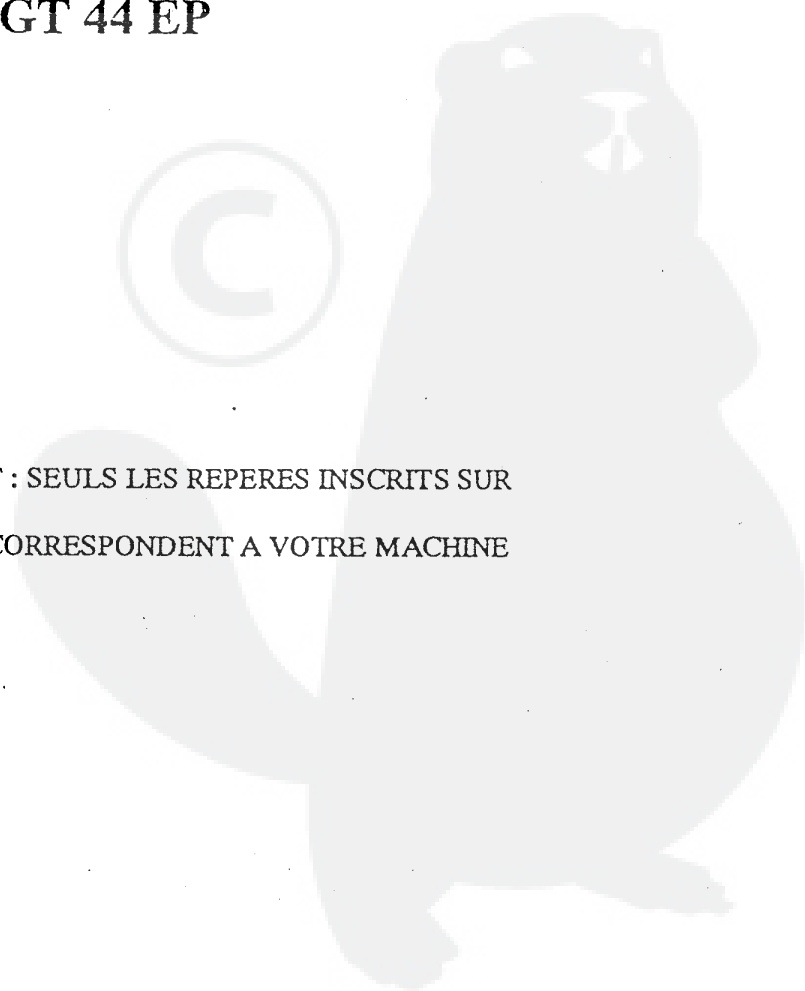 GT 44 EP
©
: SEULS LES REPERES INSCRITS SUR
CORRESPONDENT A VOTRE MACHINE